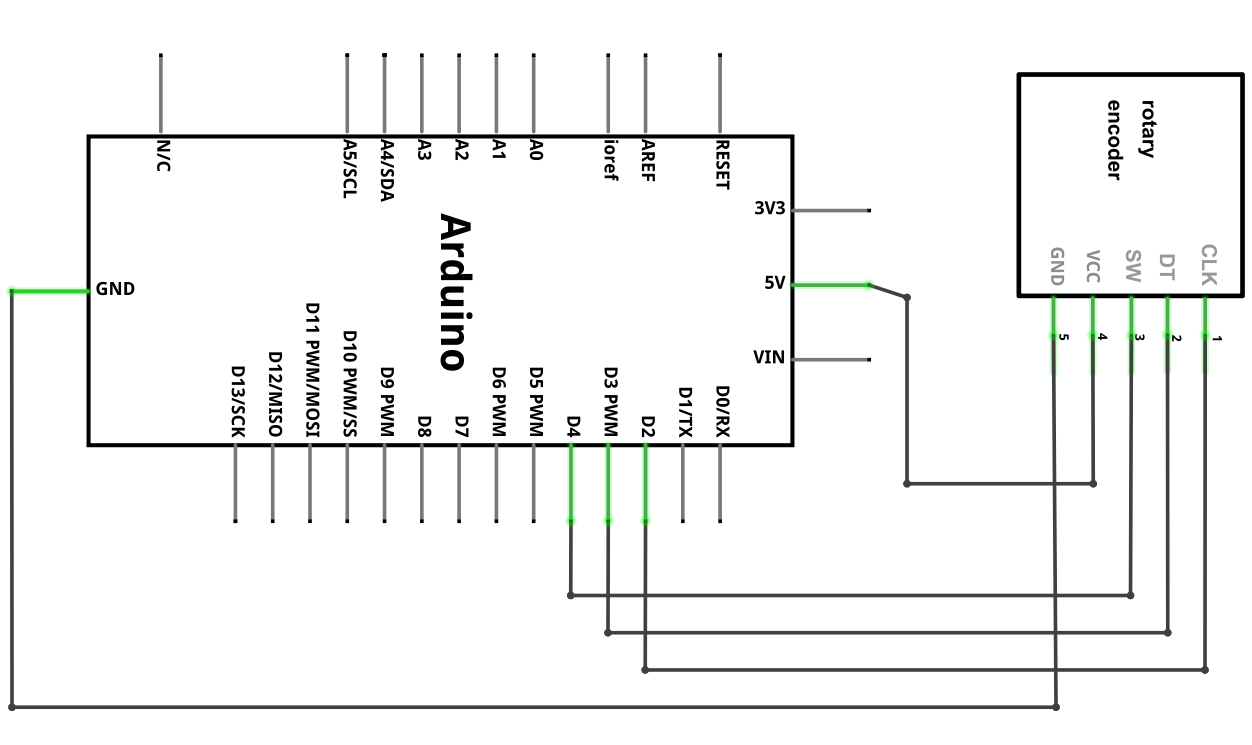 N/C
A5/SCL
A4/SDA
A3
A2
A1
A0
ioref
AREF
RESET
3V3
5V
VIN
GND
Arduino
D13/SCK
D12/MISO
D11 PWM/MOSI
D10 PWM/SS
D9 PWM
D8
D7
D6 PWM
D5 PWM
D4
D3 PWM
D2
D1/TX
D0/RX
rotary
encoder
GND
VCC
SW
DT
CLK
5
4
3
2
1